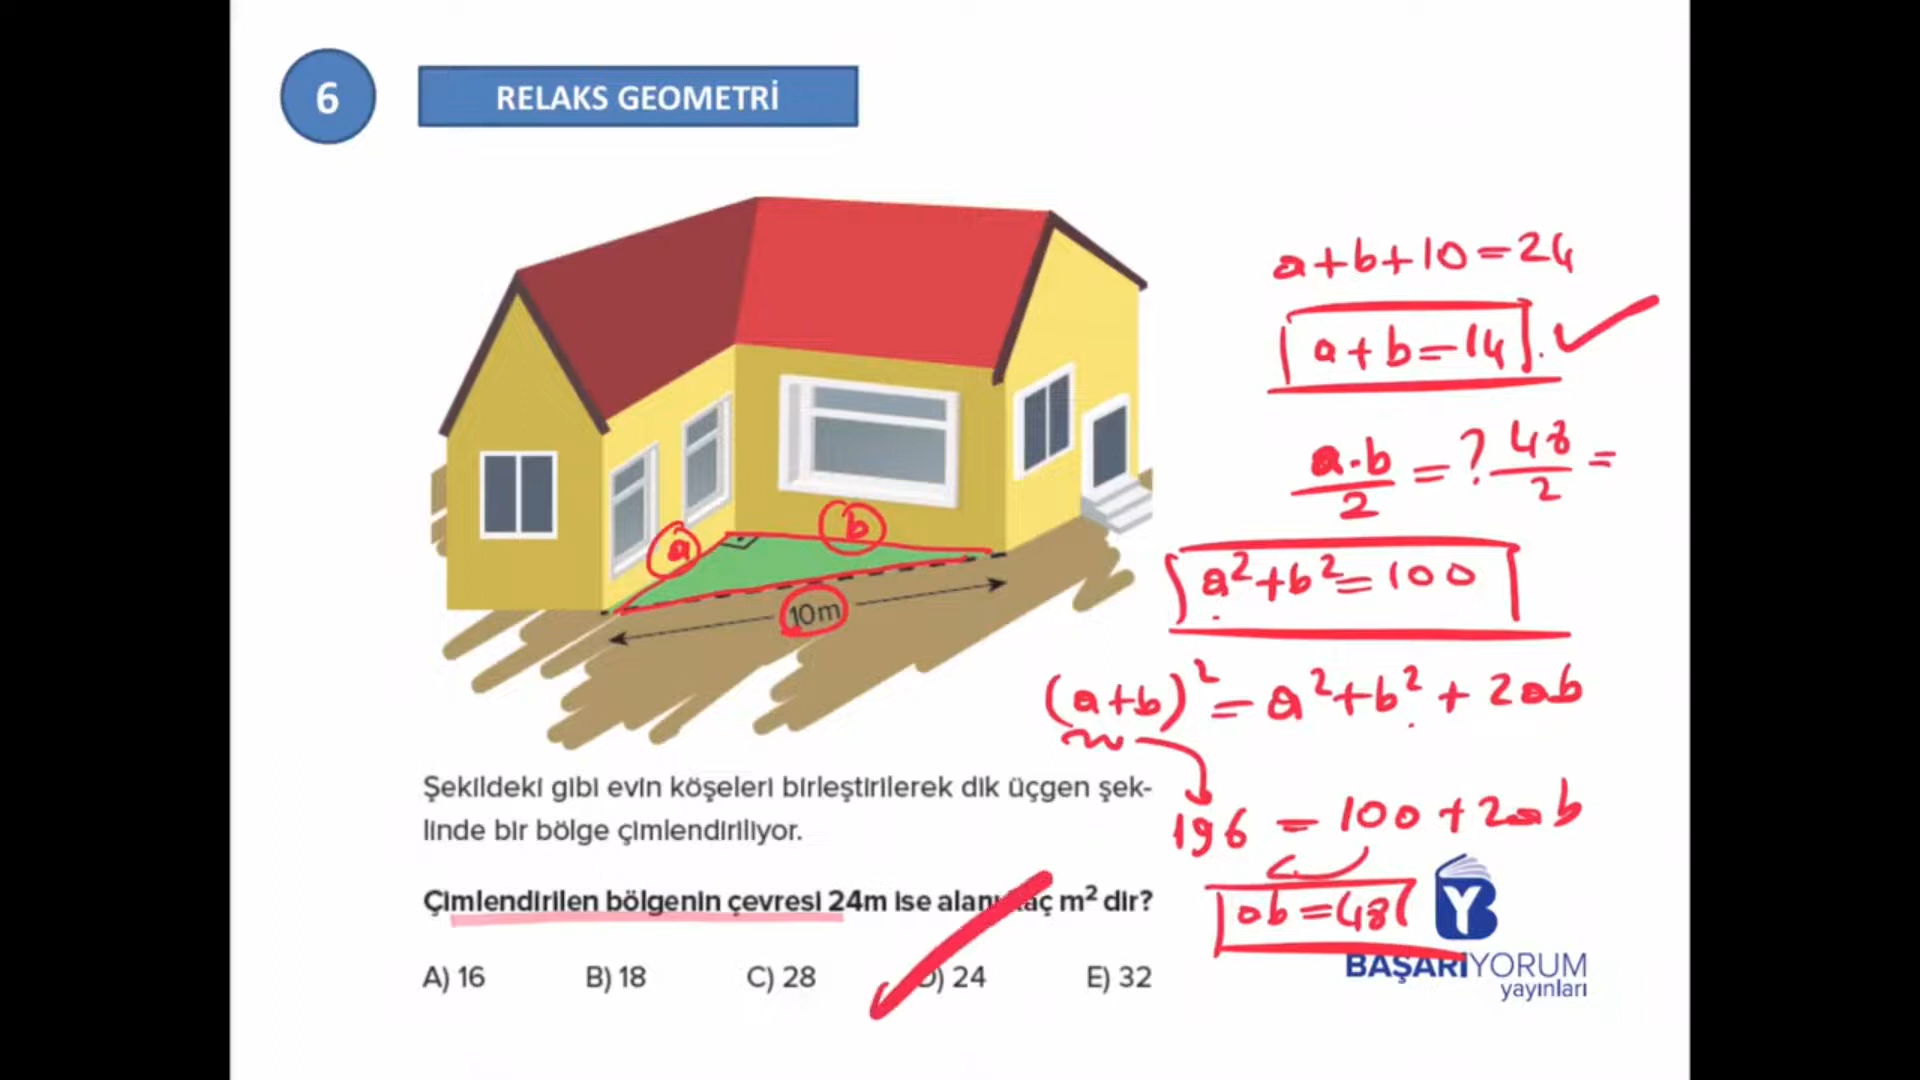 6
RELAKS GEOMETRİ
a+b+10=24
a+b=14
a·b/2 = ? 48/2 =
a
b
10m
a²+b²=100
(a+b)²=a²+b²+2ab
196=100+2ab
ab=48
Şekildeki gibi evin köşeleri birleştirilerek dik üçgen şek-
linde bir bölge çimlendiriliyor.
Çimlendirilen bölgenin çevresi 24m ise alanı kaç m² dir?
A) 16 B) 18 C) 28 D) 24 E) 32
BAŞARIYORUM
yayınları